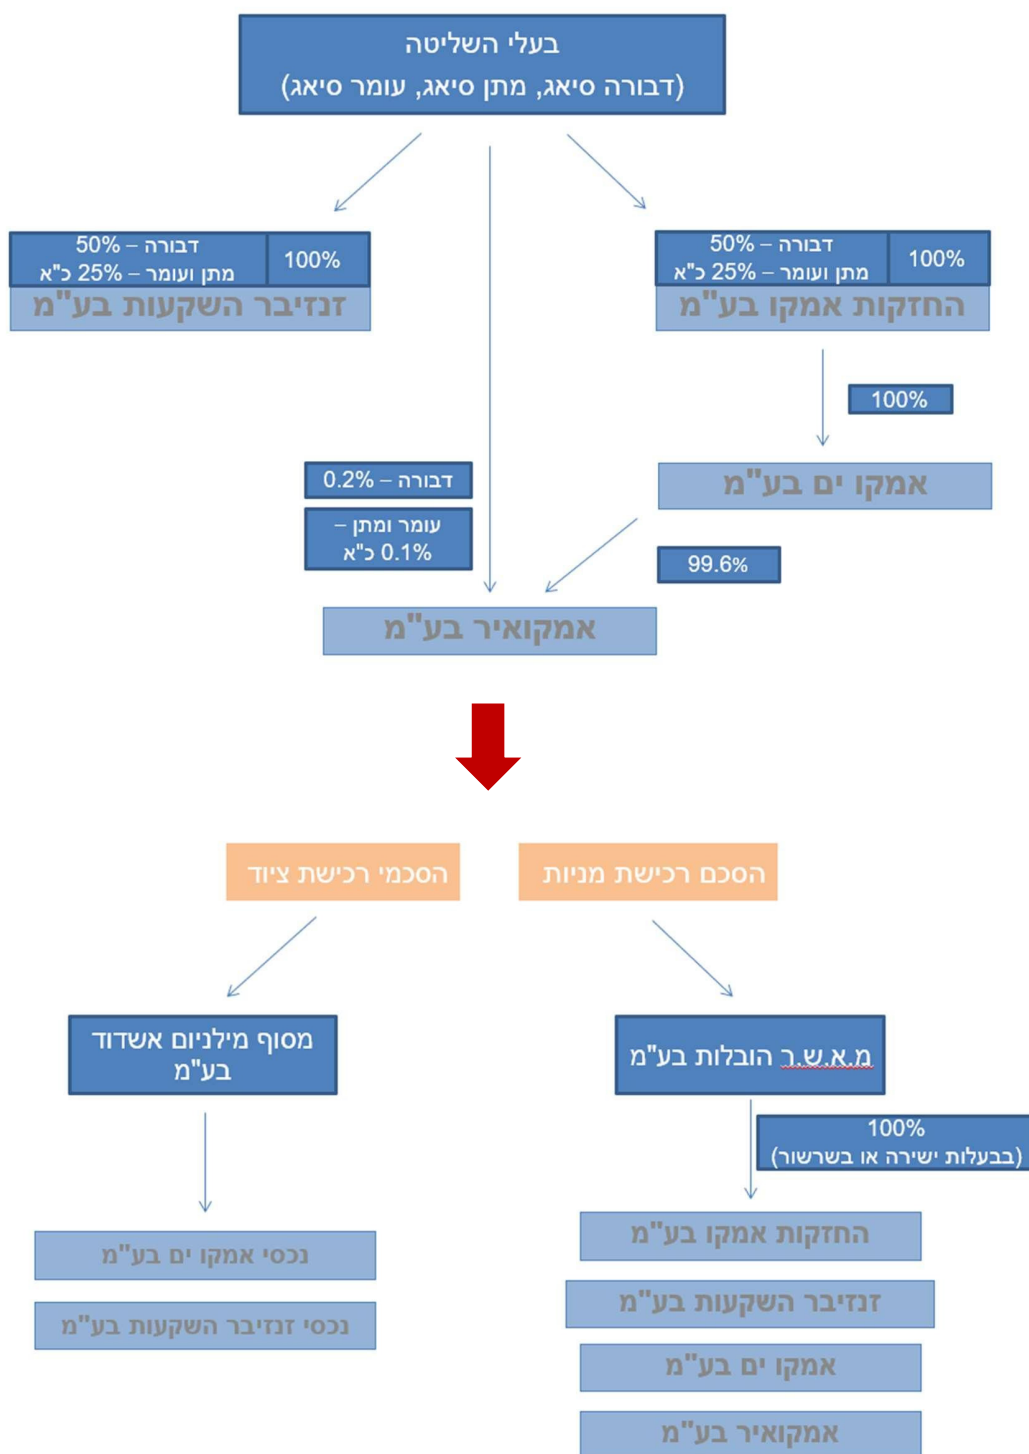 בעלי השליטה
(דבורה סיאג, מתן סיאג, עומר סיאג)
דבורה – 50%
מתן ועומר – 25% כ"א
100%
החזקות אמקו בע"מ
דבורה – 50%
מתן ועומר – 25% כ"א
100%
זנזיבר השקעות בע"מ
100%
אמקו ים בע"מ
דבורה – 0.2%
עומר ומתן –
0.1% כ"א
99.6%
אמקואיר בע"מ
הסכם רכישת מניות
הסכמי רכישת ציוד
מ.א.ש.ר הובלות בע"מ
מסוף מילניום אשדוד
בע"מ
100%
(בבעלות ישירה או בשרשור)
החזקות אמקו בע"מ
זנזיבר השקעות בע"מ
אמקו ים בע"מ
אמקואיר בע"מ
נכסי אמקו ים בע"מ
נכסי זנזיבר השקעות בע"מ